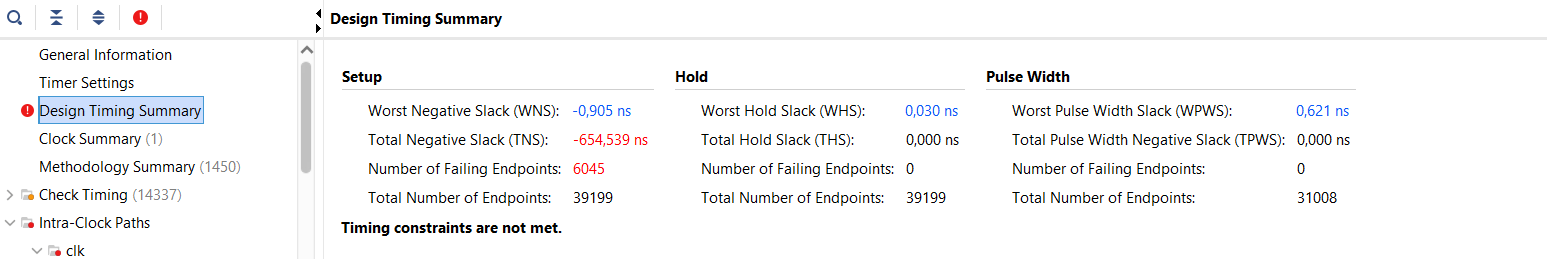 Design Timing Summary
General Information
Timer Settings
Design Timing Summary
Clock Summary (1)
Methodology Summary (1450)
Check Timing (14337)
Intra-Clock Paths
clk
Setup
Worst Negative Slack (WNS): -0,905 ns
Total Negative Slack (TNS): -654,539 ns
Number of Failing Endpoints: 6045
Total Number of Endpoints: 39199
Hold
Worst Hold Slack (WHS): 0,030 ns
Total Hold Slack (THS): 0,000 ns
Number of Failing Endpoints: 0
Total Number of Endpoints: 39199
Pulse Width
Worst Pulse Width Slack (WPWS): 0,621 ns
Total Pulse Width Negative Slack (TPWS): 0,000 ns
Number of Failing Endpoints: 0
Total Number of Endpoints: 31008
Timing constraints are not met.